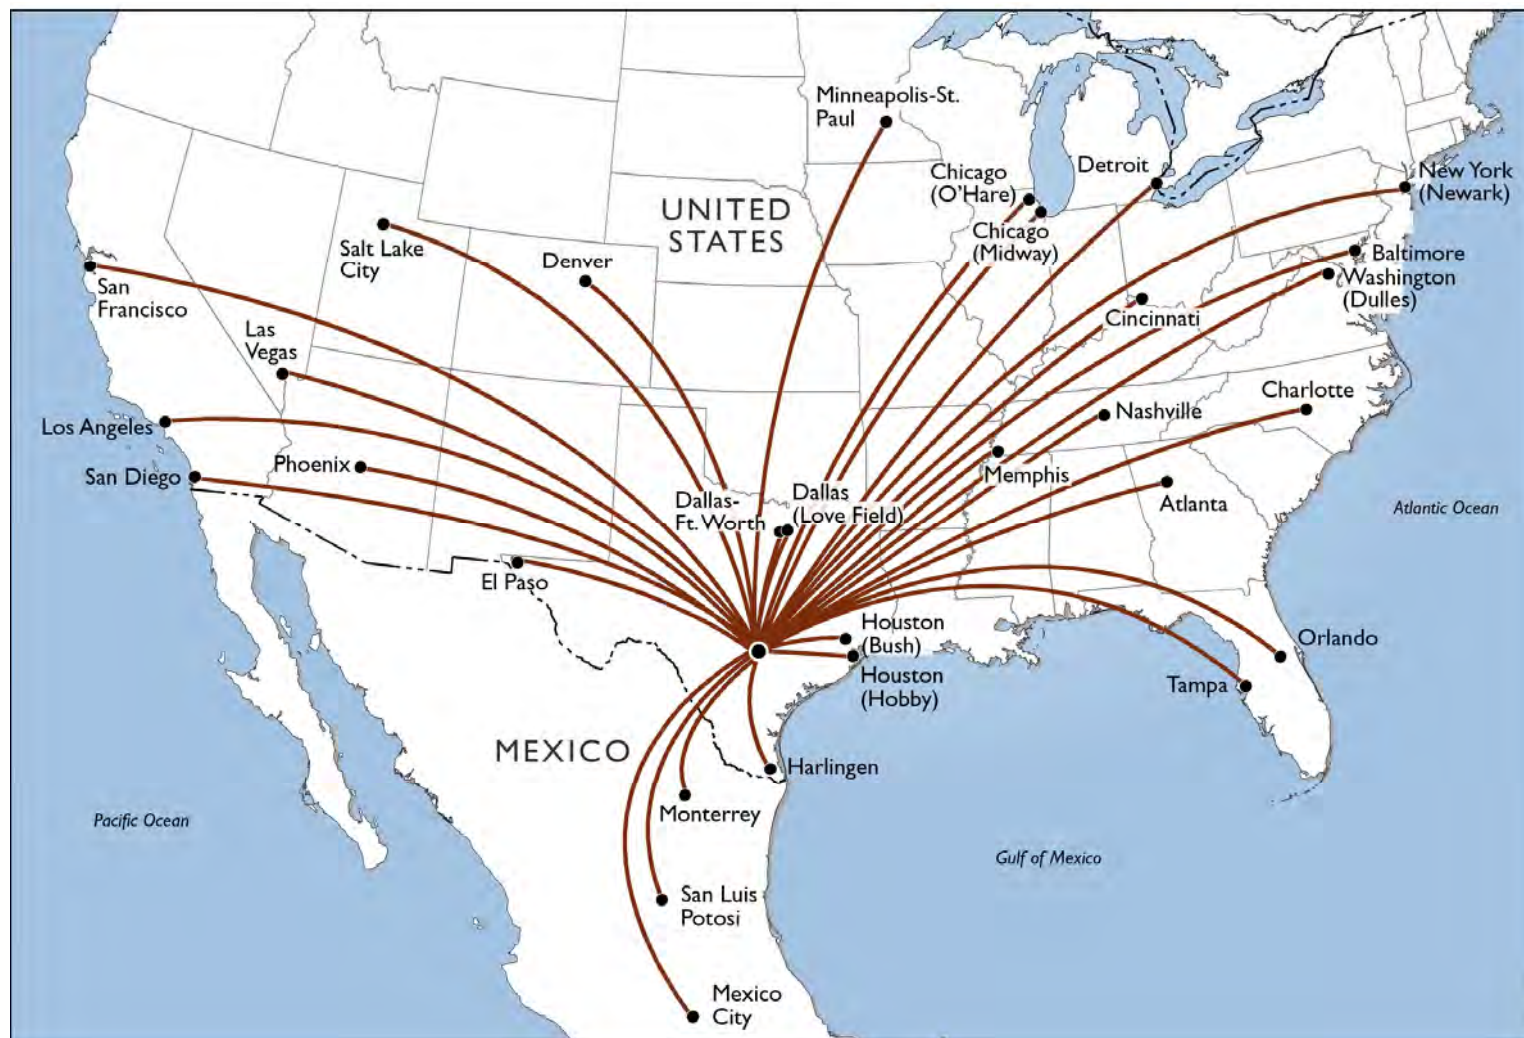 Minneapolis-St.
Paul
Detroit
Chicago
(O'Hare)
New York
(Newark)
UNITED
STATES
Chicago
(Midway)
Salt Lake
City
Denver
Baltimore
Washington
(Dulles)
San
Francisco
Cincinnati
Las
Vegas
Charlotte
Nashville
Los Angeles
Phoenix
San Diego
Memphis
Dallas-
Ft. Worth
Dallas
(Love Field)
Atlanta
Atlantic Ocean
El Paso
Houston
(Bush)
Orlando
Houston
(Hobby)
Tampa
MEXICO
Harlingen
Monterrey
Pacific Ocean
Gulf of Mexico
San Luis
Potosi
Mexico
City